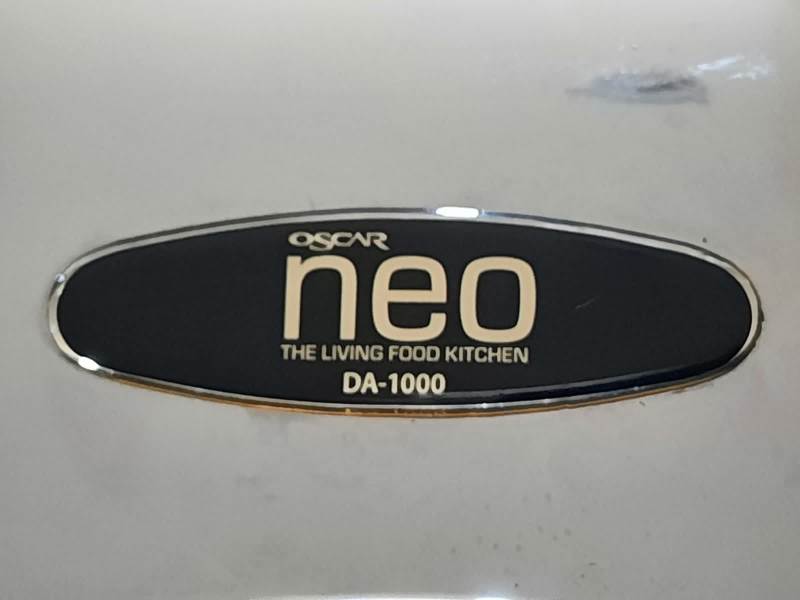 OSCAR
neo
THE LIVING FOOD KITCHEN
DA-1000